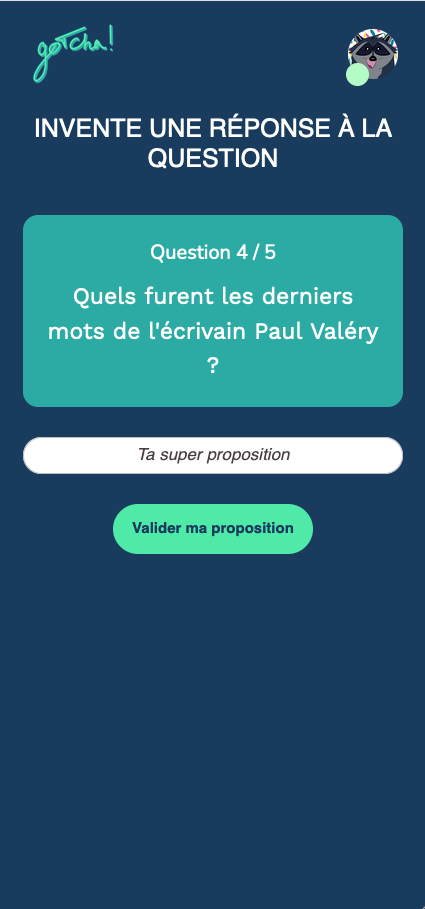 gotcha!
INVENTE UNE RÉPONSE À LA
QUESTION
Question 4 / 5
Quels furent les derniers
mots de l'écrivain Paul Valéry
?
Ta super proposition
Valider ma proposition